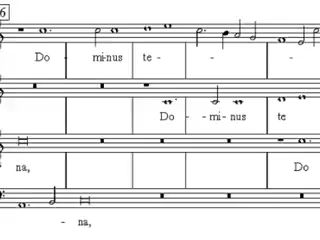 6
Do - mi-nus te - - -
Do - mi- nus te
na, Do
- na,